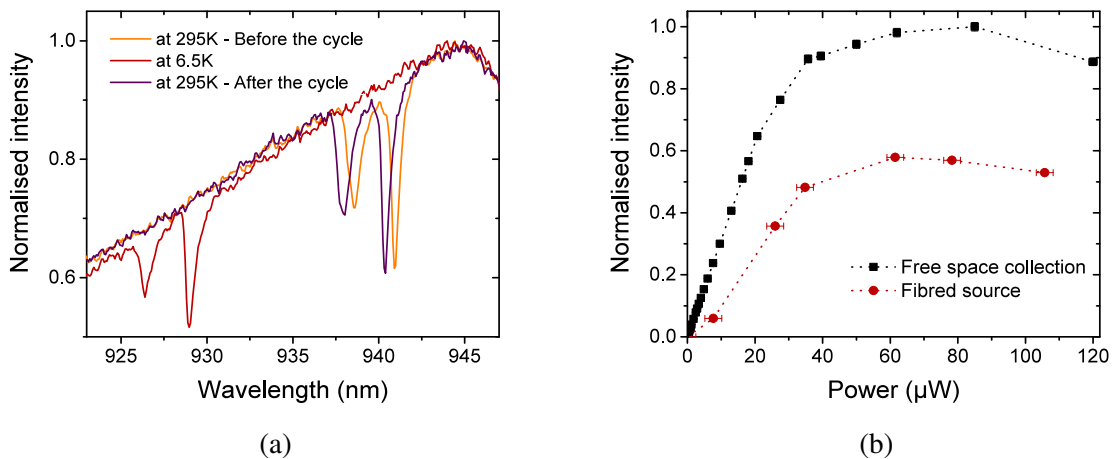 at 295K - Before the cycle
at 6.5K
at 295K - After the cycle
1.0
0.8
0.6
Normalised intensity
925 930 935 940 945
Wavelength (nm)
(a)
Free space collection
Fibred source
1.0
0.8
0.6
0.4
0.2
0.0
Normalised intensity
0 20 40 60 80 100 120
Power (µW)
(b)